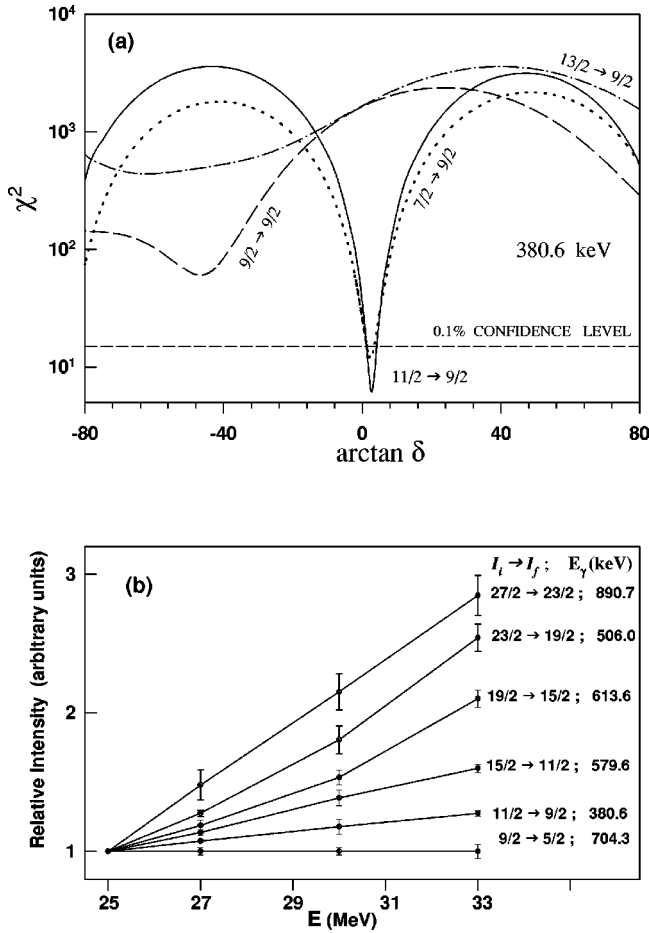 (a)
10⁴
10³
10²
10¹
χ²
13/2 → 9/2
7/2 → 9/2
9/2 → 9/2
380.6 keV
0.1% CONFIDENCE LEVEL
11/2 → 9/2
-80 -40 0 40 80
arctan δ
(b)
Relative Intensity (arbitrary units)
3
2
1
I_i → I_f ; E_γ (keV)
27/2 → 23/2 ; 890.7
23/2 → 19/2 ; 506.0
19/2 → 15/2 ; 613.6
15/2 → 11/2 ; 579.6
11/2 → 9/2 ; 380.6
9/2 → 5/2 ; 704.3
25 27 29 31 33
E (MeV)